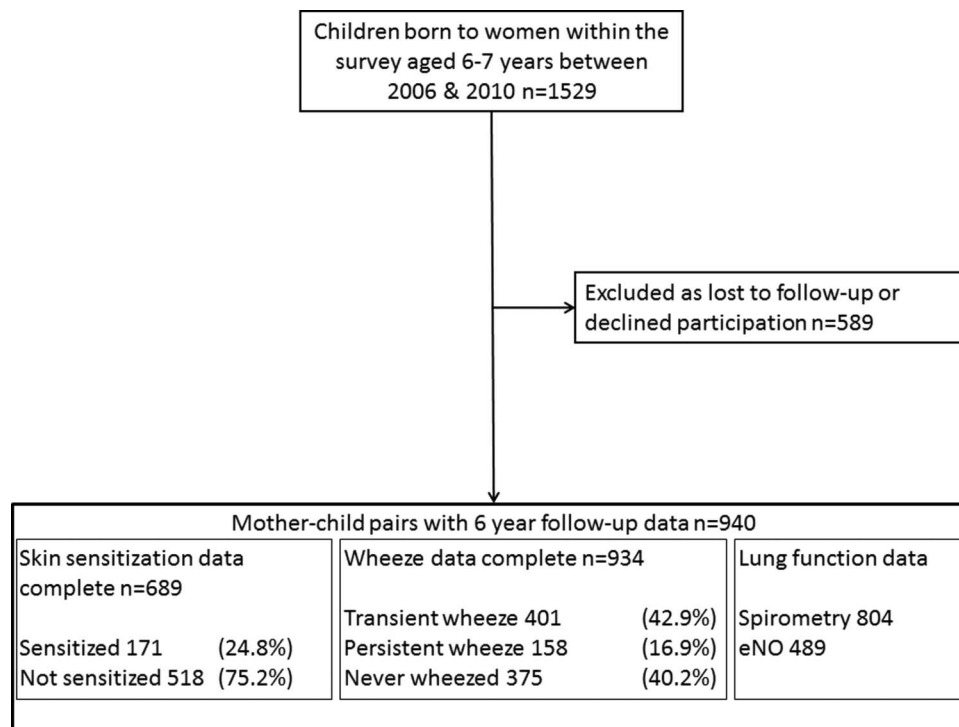 Children born to women within the
survey aged 6-7 years between
2006 & 2010 n=1529
Excluded as lost to follow-up or
declined participation n=589
Mother-child pairs with 6 year follow-up data n=940
Skin sensitization data
complete n=689
Sensitized 171 (24.8%)
Not sensitized 518 (75.2%)
Wheeze data complete n=934
Transient wheeze 401 (42.9%)
Persistent wheeze 158 (16.9%)
Never wheezed 375 (40.2%)
Lung function data
Spirometry 804
eNO 489